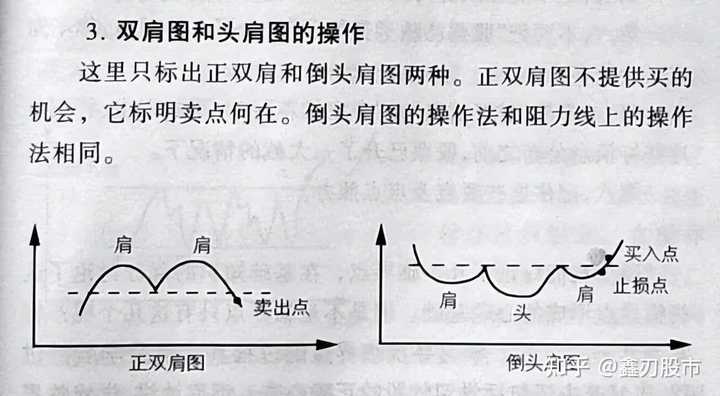 3. 双肩图和头肩图的操作
这里只标出正双肩和倒头肩图两种。正双肩图不提供买的
机会，它标明卖点何在。倒头肩图的操作法和阻力线上的操作
法相同。
肩 肩
卖出点
正双肩图
买入点
止损点
肩 头 肩
倒头肩图
知乎 @鑫刃股市